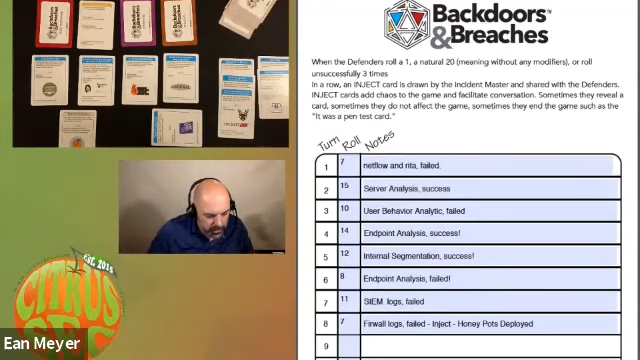 Backdoors™
& Breaches
When the Defenders roll a 1, a natural 20 (meaning without any modifiers), or roll
unsuccessfully 3 times
in a row, an INJECT card is drawn by the Incident Master and shared with the Defenders.
INJECT cards add chaos to the game and facilitate conversation. Sometimes they reveal a
card, sometimes they do not affect the game, sometimes they end the game such as the
"It was a pen test card."
Turn Roll Notes
1 7 netflow and rita, failed.
2 15 Server Analysis, success
3 10 User Behavior Analytic, failed
4 14 Endpoint Analysis, success!
5 12 Internal Segmentation, success!
6 8 Endpoint Analysis, failed!
7 11 SIEM logs, failed
8 7 Firwall logs, failed - Inject - Honey Pots Deployed
9
EST. 2015
CITRUS
SEC
Ean Meyer